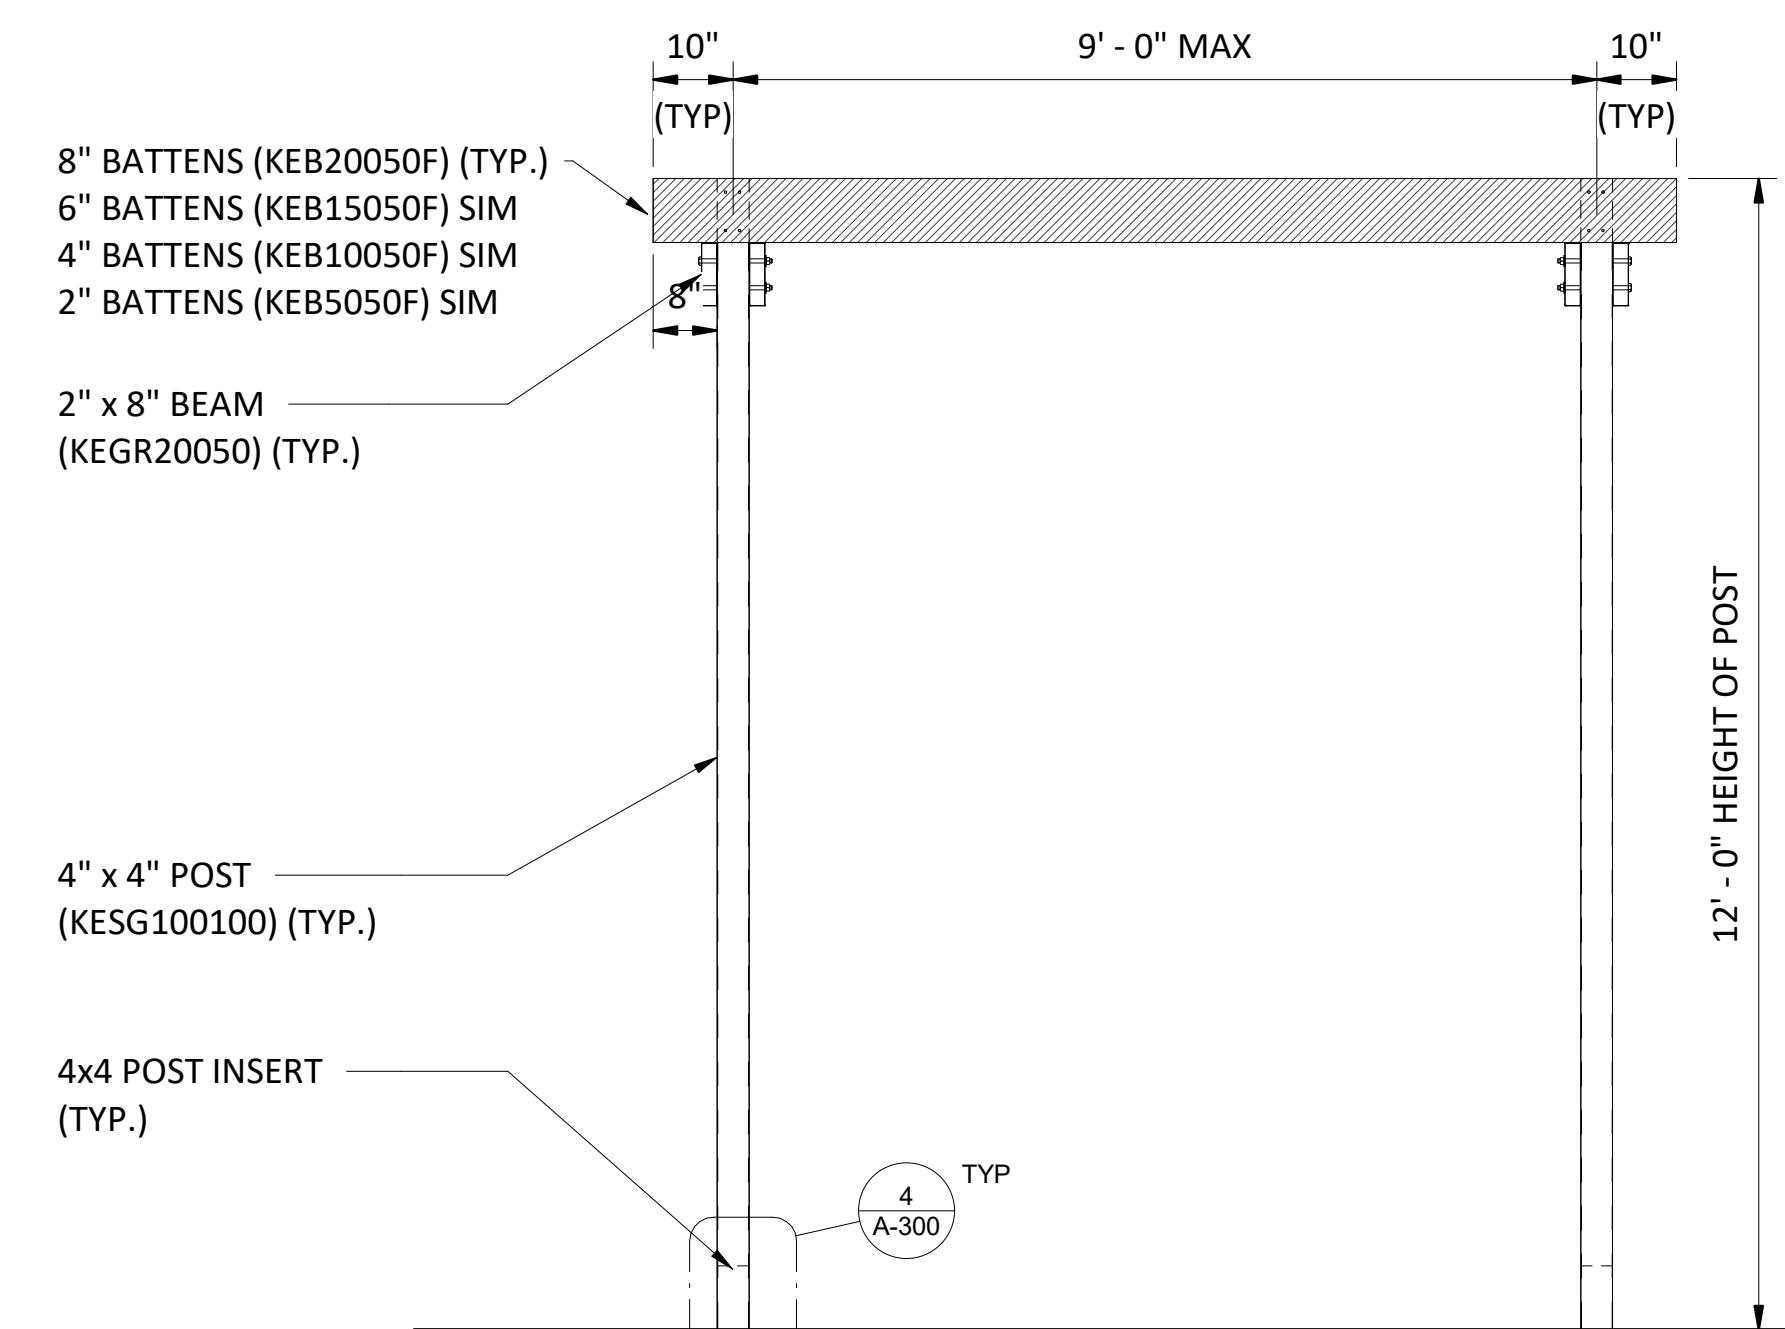 10" 9' - 0" MAX 10"
(TYP) (TYP)
8" BATTENS (KEB20050F) (TYP.)
6" BATTENS (KEB15050F) SIM
4" BATTENS (KEB10050F) SIM
2" BATTENS (KEB5050F) SIM
8"
2" x 8" BEAM
(KEGR20050) (TYP.)
12' - 0" HEIGHT OF POST
4" x 4" POST
(KESG100100) (TYP.)
4x4 POST INSERT
(TYP.)
TYP
4
A-300